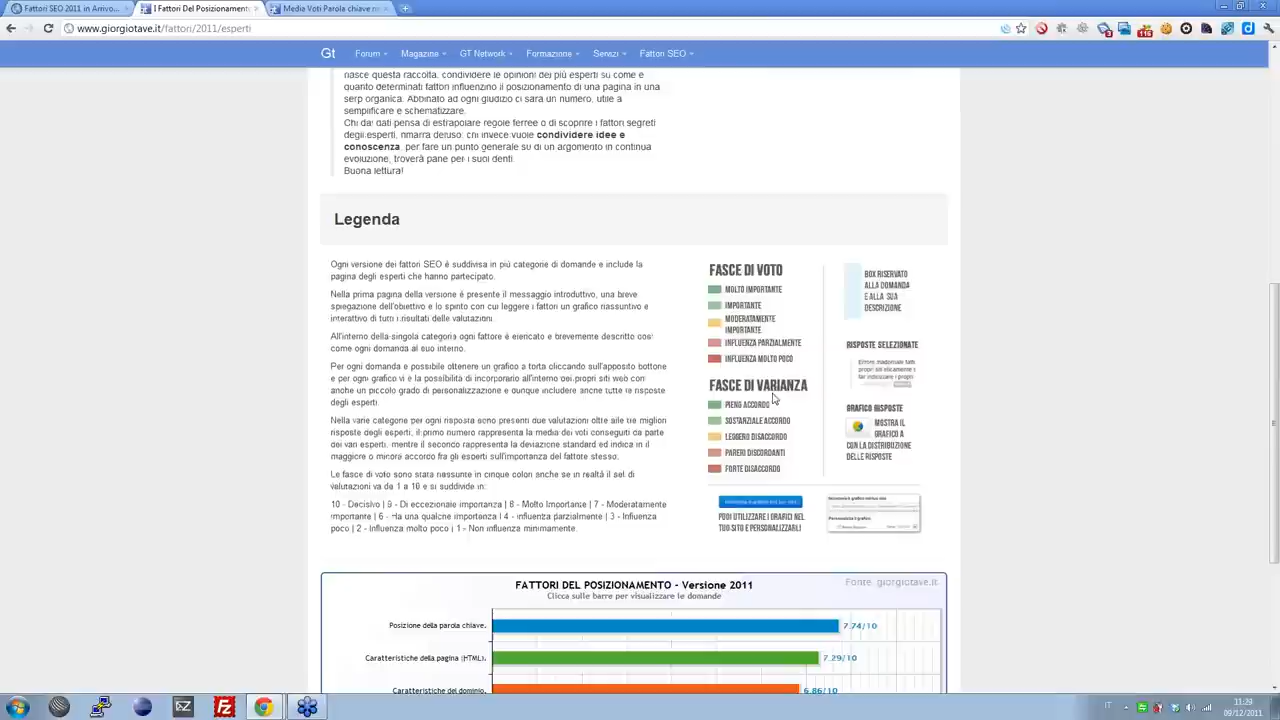 Fattori SEO 2011 in Arrivo...
I Fattori Del Posizionamento
Media Voti Parola chiave
www.giorgiotave.it/fattori/2011/esperti
Gt Forum Magazine GT Network Formazione Servizi Fattori SEO
nasce questa raccolta, condividere le opinioni dei più esperti su come e
quanto determinati fattori influenzino il posizionamento di una pagina in una
serp organica. Abbinato ad ogni giudizio ci sarà un numero, utile a
semplificare e schematizzare.
Chi dai dati pensa di estrapolare regole ferree o di scoprire i fattori segreti
degli esperti, rimarrà deluso: chi invece vuole condividere idee e
conoscenza, per fare un punto generale su di un argomento in continua
evoluzione, troverà pane per i suoi denti.
Buona lettura!
Legenda
Ogni versione dei fattori SEO è suddivisa in più categorie di domande e include la
pagina degli esperti che hanno partecipato.
Nella prima pagina della versione è presente il messaggio introduttivo, una breve
spiegazione dell'obiettivo e lo spirito con cui leggere i fattori un grafico riassuntivo e
interattivo di tutti i risultati delle valutazioni.
All'interno della singola categoria ogni fattore è elencato e brevemente descritto così
come ogni domanda al suo interno.
Per ogni domanda è possibile ottenere un grafico a torta cliccando sull'apposito bottone
e per ogni grafico vi è la possibilità di incorporarlo all'interno dei propri siti web con
anche un piccolo grado di personalizzazione e dunque includere anche tutte le risposte
degli esperti.
Nella varie categorie per ogni risposta sono presenti due valutazioni oltre alle tre migliori
risposte degli esperti, il primo numero rappresenta la media dei voti conseguiti da parte
dei vari esperti, mentre il secondo rappresenta la deviazione standard ed indica in il
maggiore o minore accordo fra gli esperti sull'importanza del fattore stesso.
Le fasce di voto sono state riassunte in cinque colori anche se in realtà il set di
valutazioni va da 1 a 10 e si suddivide in:
10 - Decisivo | 9 - Di eccezionale importanza | 8 - Molto Importance | 7 - Moderatamente
importante | 6 - Ha una qualche importanza | 4 - influenza parzialmente | 3 - Influenza
poco | 2 - Influenza molto poco | 1 - Non influenza minimamente.
FASCE DI VOTO
MOLTO IMPORTANTE
IMPORTANTE
MODERATAMENTE
IMPORTANTE
INFLUENZA PARZIALMENTE
INFLUENZA MOLTO POCO
FASCE DI VARIANZA
PIENO ACCORDO
SOSTANZIALE ACCORDO
LEGGERO DISACCORDO
PARERI DISCORDANTI
FORTE DISACCORDO
BOX RISERVATO
ALLA DOMANDA
E ALLA SUA
DESCRIZIONE
RISPOSTE SELEZIONATE
GRAFICO RISPOSTE
MOSTRA IL
GRAFICO A
CON LA DISTRIBUZIONE
DELLE RISPOSTE
PUOI UTILIZZARE I GRAFICI NEL
TUO SITO E PERSONALIZZARLI!
FATTORI DEL POSIZIONAMENTO - Versione 2011
Fonte: giorgiotave.it
Clicca sulle barre per visualizzare le domande
Posizione della parola chiave. 7.74/10
Caratteristiche della pagina (HTML). 7.29/10
Caratteristiche del dominio. 6.86/10
IT
11:29
09/12/2011